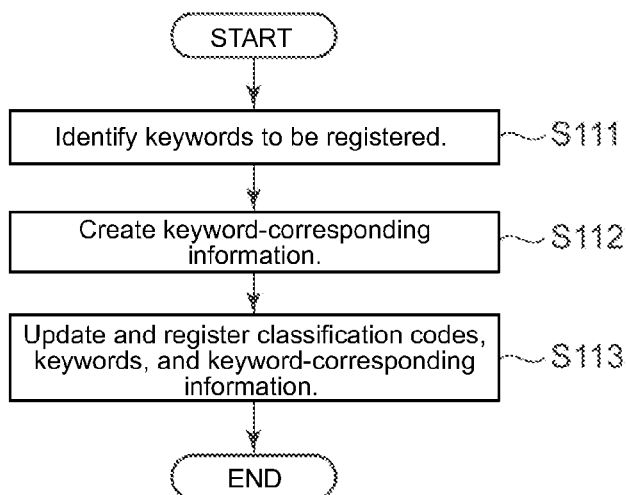 START
Identify keywords to be registered.
S111
Create keyword-corresponding
information.
S112
Update and register classification codes,
keywords, and keyword-corresponding
information.
S113
END